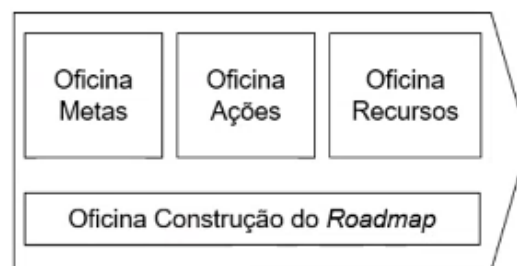 Oficina
Metas
Oficina
Ações
Oficina
Recursos
Oficina Construção do Roadmap